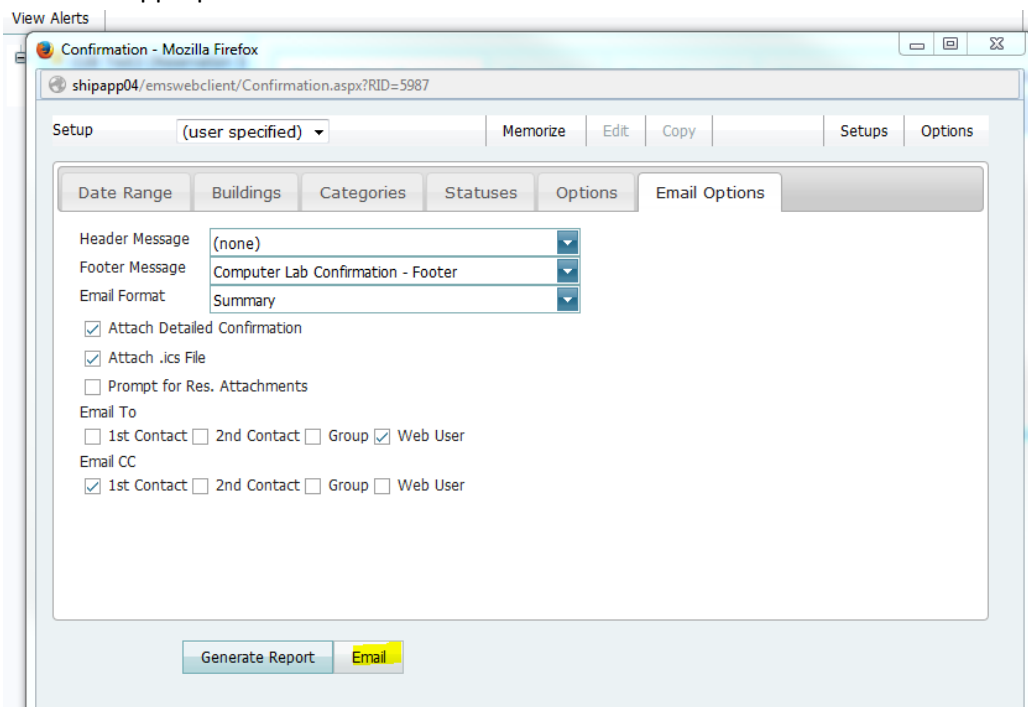 View Alerts
Confirmation - Mozilla Firefox
shipapp04/emswebclient/Confirmation.aspx?RID=5987
Setup (user specified) Memorize Edit Copy Setups Options
Date Range Buildings Categories Statuses Options Email Options
Header Message (none)
Footer Message Computer Lab Confirmation - Footer
Email Format Summary
Attach Detailed Confirmation
Attach .ics File
Prompt for Res. Attachments
Email To
1st Contact 2nd Contact Group Web User
Email CC
1st Contact 2nd Contact Group Web User
Generate Report Email